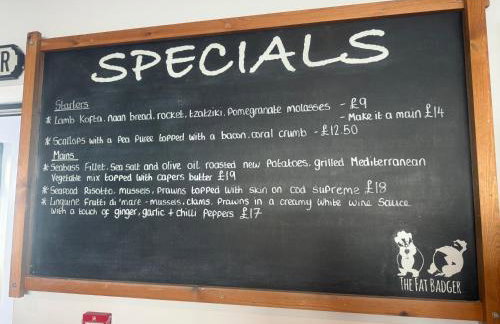 R
SPECIALS
Starters
* Lamb Kofta, naan bread, rocket, tzatziki, Pomegranate molasses - £9
- Make it a main £14
* Scallops with a Pea Puree topped with a bacon, coral crumb - £12.50
Mains
* Seabass Fillet, Sea Salt and olive oil roasted new Potatoes, grilled Mediterranean
Vegetable mix topped with capers butter £19
* Seafood Risotto, mussels, Prawns topped with skin on cod supreme £18
* Linguine frutti di 'mare - mussels, clams, Prawns in a creamy white wine Sauce
with a touch of ginger, garlic + chilli Peppers £17
THE FAT BADGER